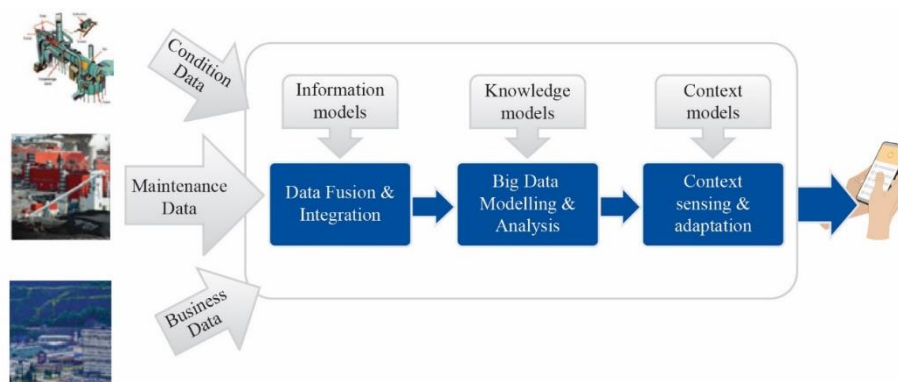 Condition
Data
Information
models
Knowledge
models
Context
models
Maintenance
Data
Data Fusion &
Integration
Big Data
Modelling &
Analysis
Context
sensing &
adaptation
Business
Data